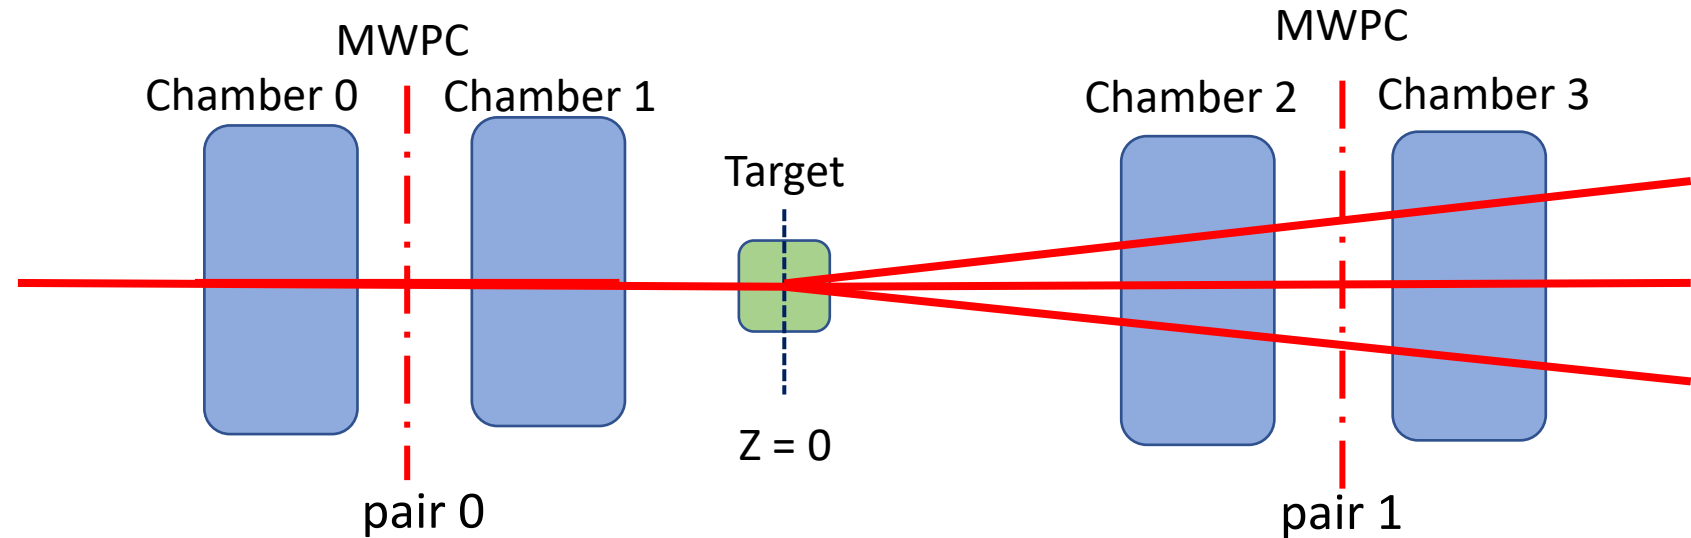 MWPC
Chamber 0
Chamber 1
pair 0
Target
Z = 0
MWPC
Chamber 2
Chamber 3
pair 1